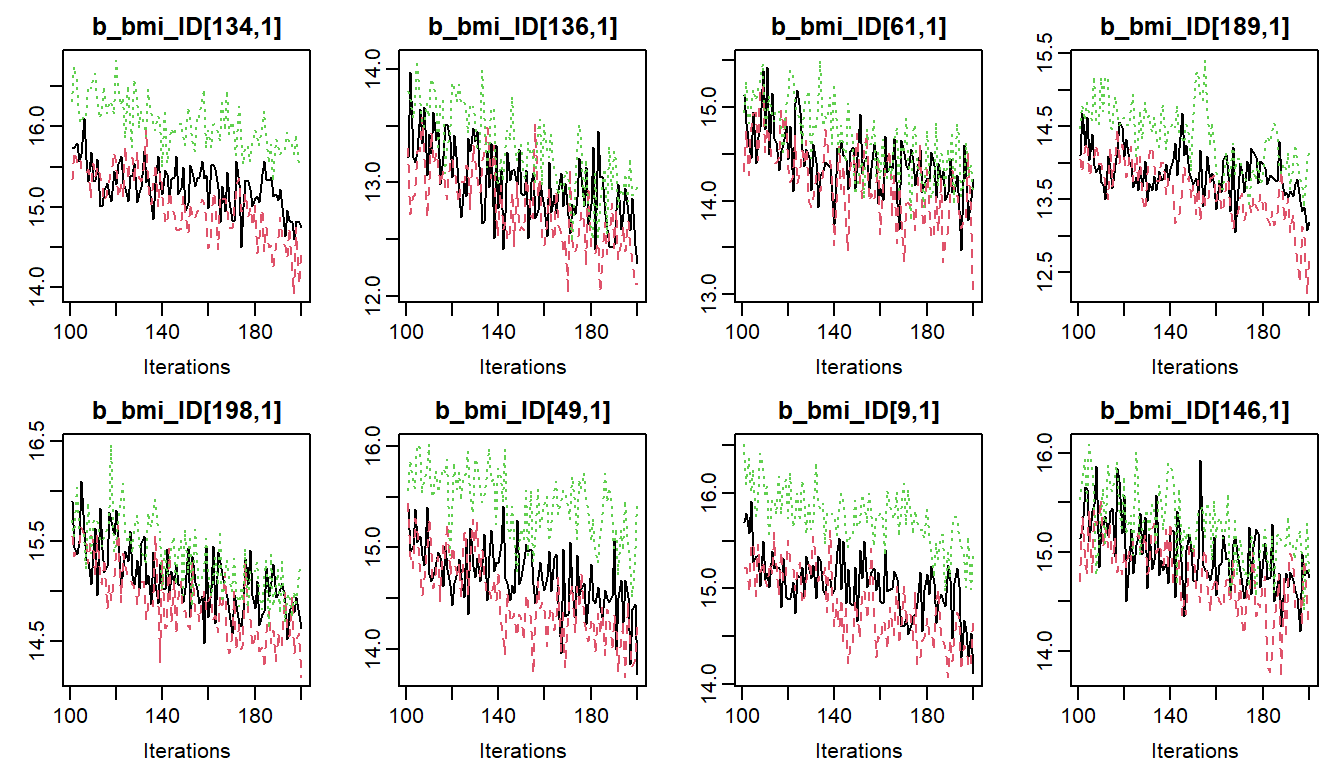 b_bmi_ID[134,1] b_bmi_ID[136,1] b_bmi_ID[61,1] b_bmi_ID[189,1]
14.0 15.0 16.0
12.0 13.0 14.0
13.0 14.0 15.0
12.5 13.5 14.5 15.5
100 140 180 100 140 180 100 140 180 100 140 180
Iterations Iterations Iterations Iterations
b_bmi_ID[198,1] b_bmi_ID[49,1] b_bmi_ID[9,1] b_bmi_ID[146,1]
14.5 15.5 16.5
14.0 15.0 16.0
14.0 15.0 16.0
14.0 15.0 16.0
100 140 180 100 140 180 100 140 180 100 140 180
Iterations Iterations Iterations Iterations